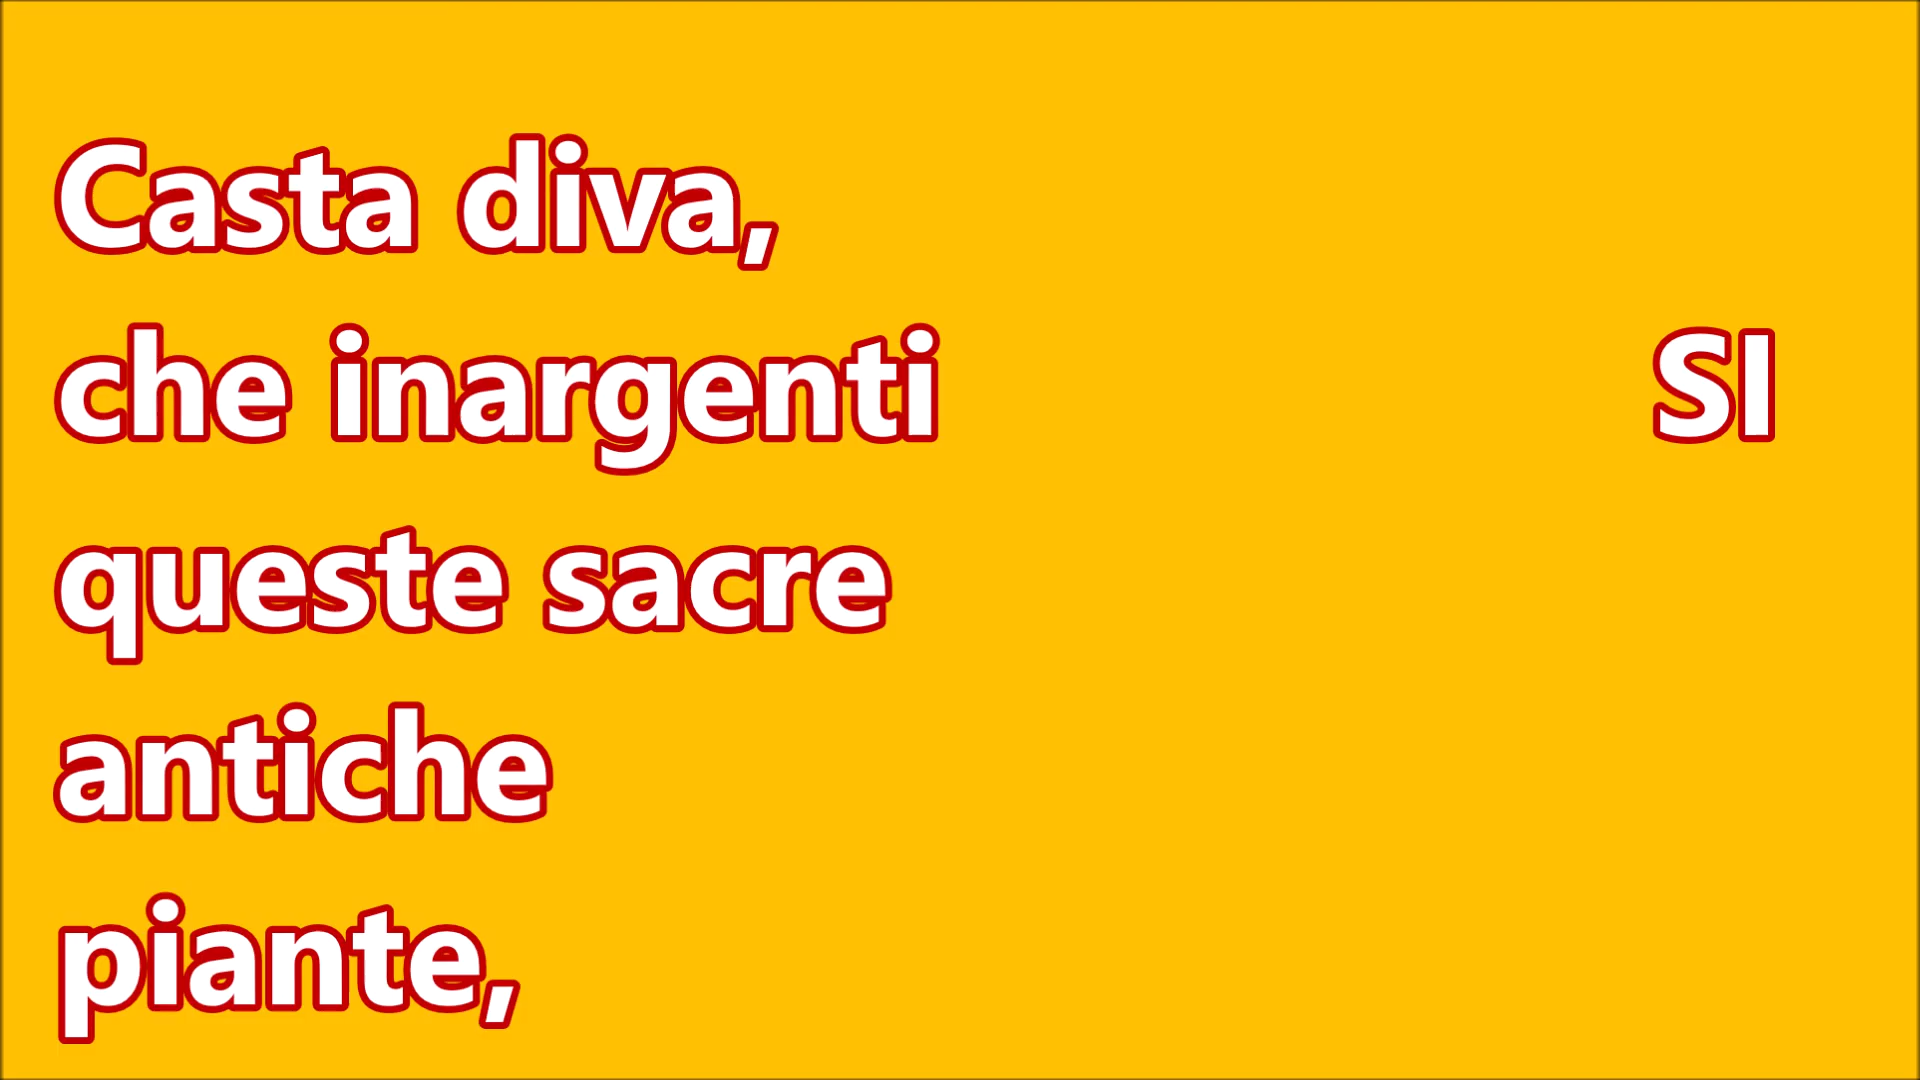 Casta diva,
che inargenti
SI
queste sacre
antiche
piante,